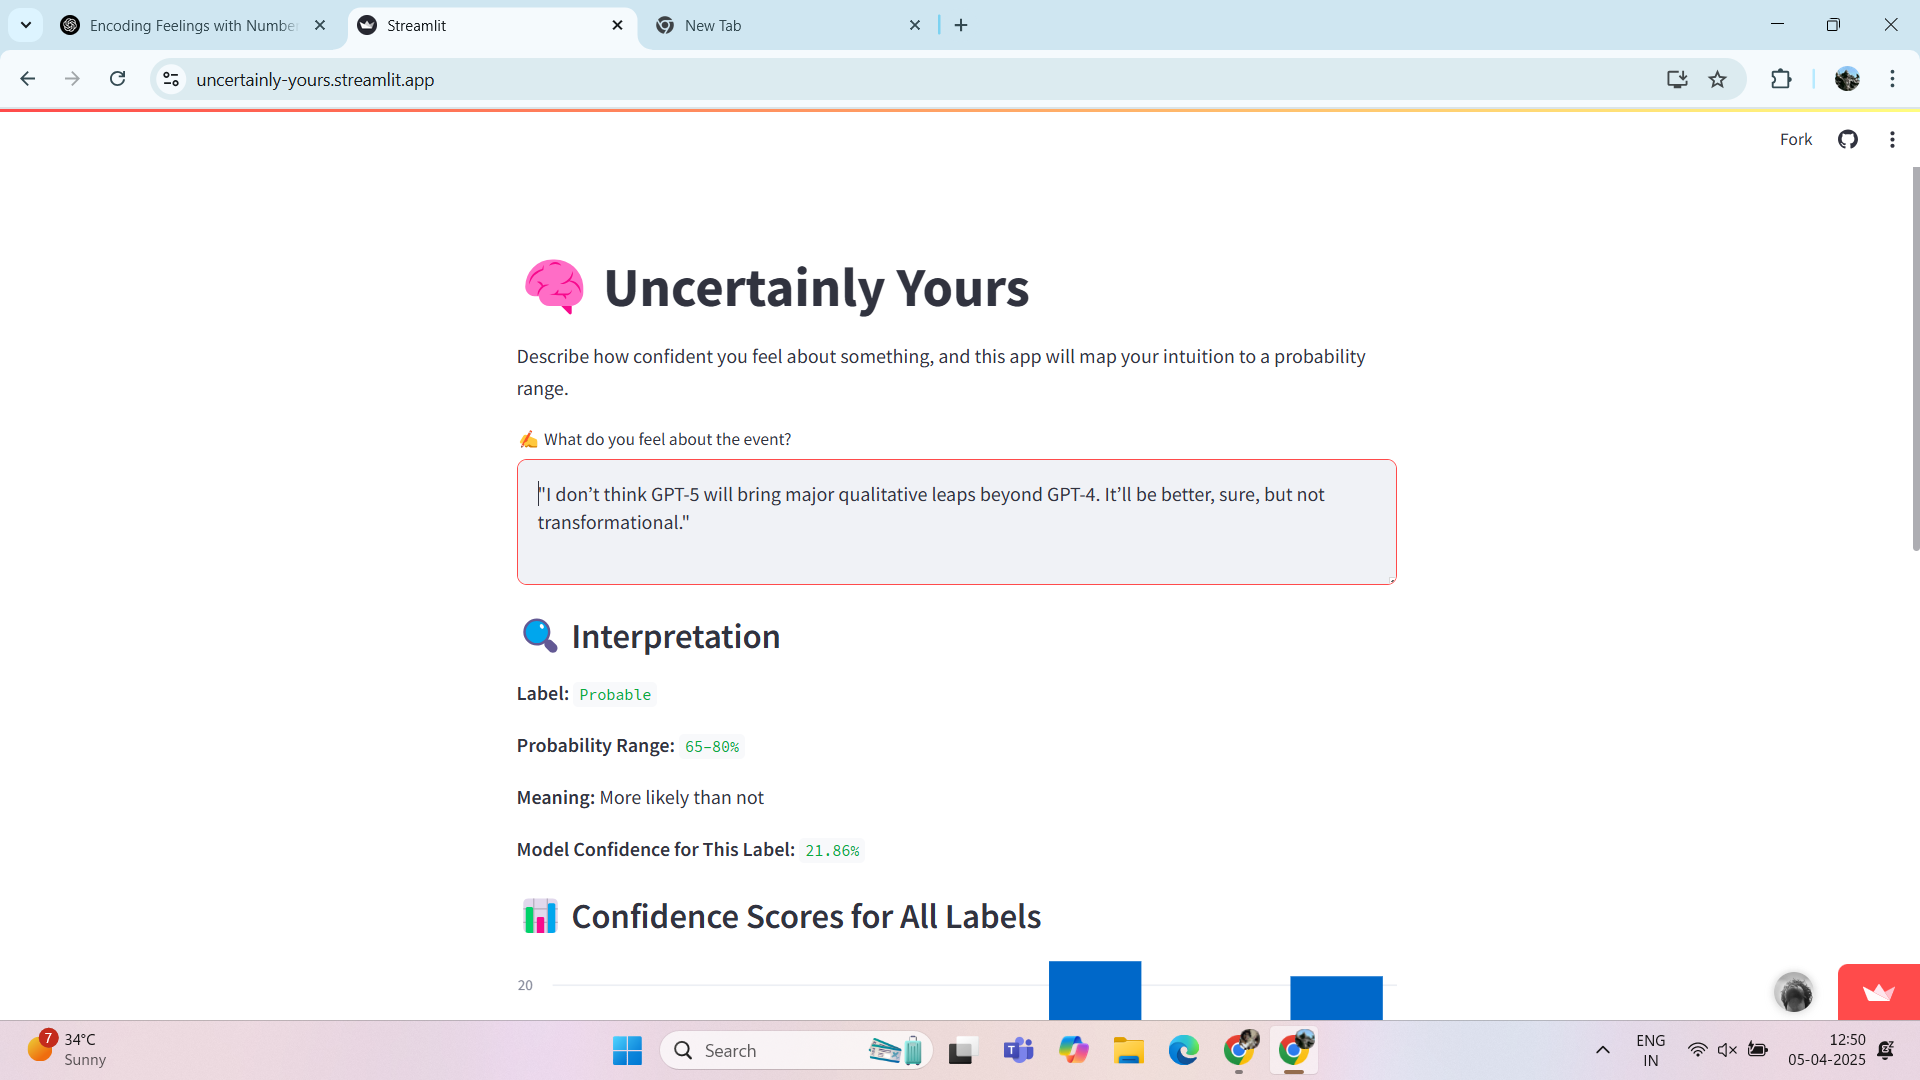 Encoding Feelings with Number
Streamlit
New Tab
uncertainly-yours.streamlit.app
Fork
Uncertainly Yours
Describe how confident you feel about something, and this app will map your intuition to a probability
range.
What do you feel about the event?
"I don’t think GPT-5 will bring major qualitative leaps beyond GPT-4. It’ll be better, sure, but not
transformational."
Interpretation
Label: Probable
Probability Range: 65–80%
Meaning: More likely than not
Model Confidence for This Label: 21.86%
Confidence Scores for All Labels
20
7
34°C
Sunny
Search
ENG
IN
12:50
05-04-2025